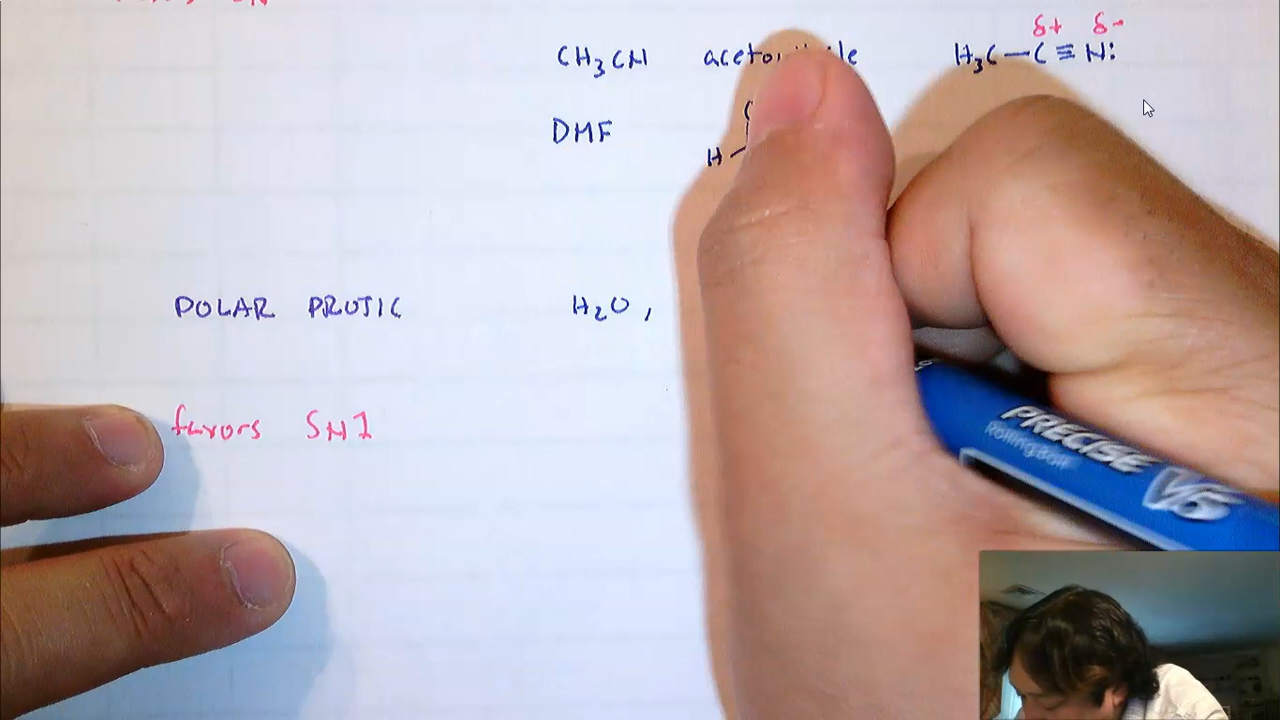 δ+ δ-
CH3CN H3C-C≡N:
DMF
H
POLAR PROTIC H2O,
favors SN1
PRECISE V5
Rolling Ball